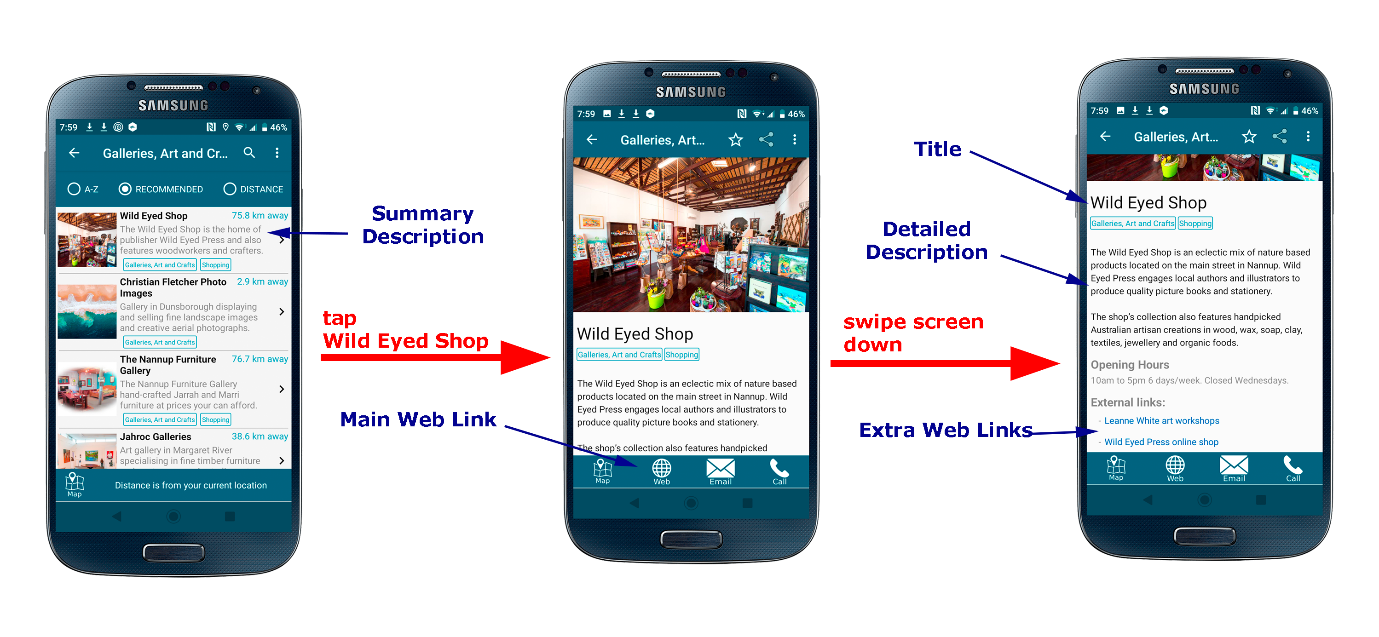 SAMSUNG
7:59
46%
Galleries, Art and Cr...
A-Z
RECOMMENDED
DISTANCE
Wild Eyed Shop
75.8 km away
The Wild Eyed Shop is the home of
publisher Wild Eyed Press and also
features woodworkers and crafters.
Galleries, Art and Crafts
Shopping
Christian Fletcher Photo
Images
2.9 km away
Gallery in Dunsborough displaying
and selling fine landscape images
and creative aerial photographs.
Galleries, Art and Crafts
The Nannup Furniture
Gallery
76.7 km away
The Nannup Furniture Gallery
hand-crafted Jarrah and Marri
furniture at prices your can afford.
Galleries, Art and Crafts
Shopping
Jahroc Galleries
38.6 km away
Art gallery in Margaret River
specialising in fine timber furniture
Map
Distance is from your current location
Summary
Description
tap
Wild Eyed Shop
Main Web Link
SAMSUNG
7:59
46%
Galleries, Art...
Wild Eyed Shop
Galleries, Art and Crafts
Shopping
The Wild Eyed Shop is an eclectic mix of nature based
products located on the main street in Nannup. Wild
Eyed Press engages local authors and illustrators to
produce quality picture books and stationery.
The shop's collection also features handpicked
Map
Web
Email
Call
swipe screen
down
Title
Detailed
Description
Extra Web Links
SAMSUNG
7:59
46%
Galleries, Art...
Wild Eyed Shop
Galleries, Art and Crafts
Shopping
The Wild Eyed Shop is an eclectic mix of nature based
products located on the main street in Nannup. Wild
Eyed Press engages local authors and illustrators to
produce quality picture books and stationery.
The shop's collection also features handpicked
Australian artisan creations in wood, wax, soap, clay,
textiles, jewellery and organic foods.
Opening Hours
10am to 5pm 6 days/week. Closed Wednesdays.
External links:
- Leanne White art workshops
- Wild Eyed Press online shop
Map
Web
Email
Call